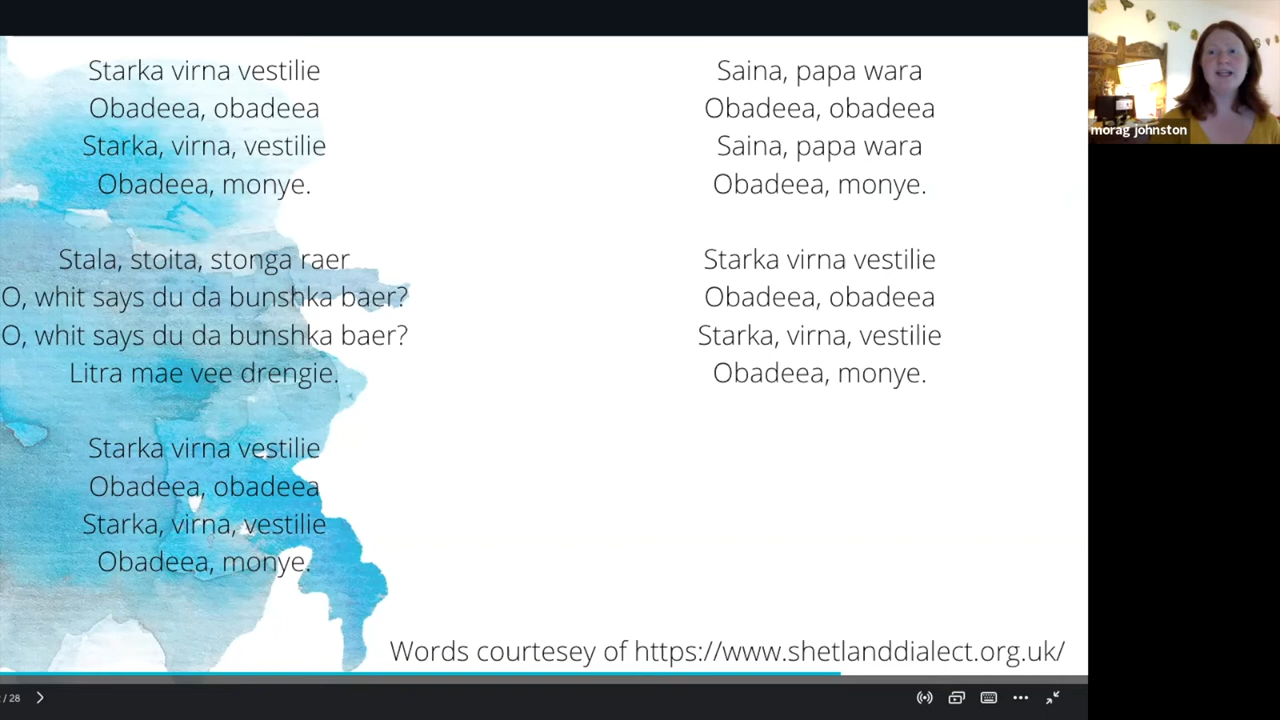 Starka virna vestilie
Obadeea, obadeea
Starka, virna, vestilie
Obadeea, monye.
Stala, stoita, stonga raer
O, whit says du da bunshka baer?
O, whit says du da bunshka baer?
Litra mae vee drengie.
Starka virna vestilie
Obadeea, obadeea
Starka, virna, vestilie
Obadeea, monye.
Saina, papa wara
Obadeea, obadeea
Saina, papa wara
Obadeea, monye.
Starka virna vestilie
Obadeea, obadeea
Starka, virna, vestilie
Obadeea, monye.
Words courtesey of https://www.shetlanddialect.org.uk/
morag johnston
/ 28